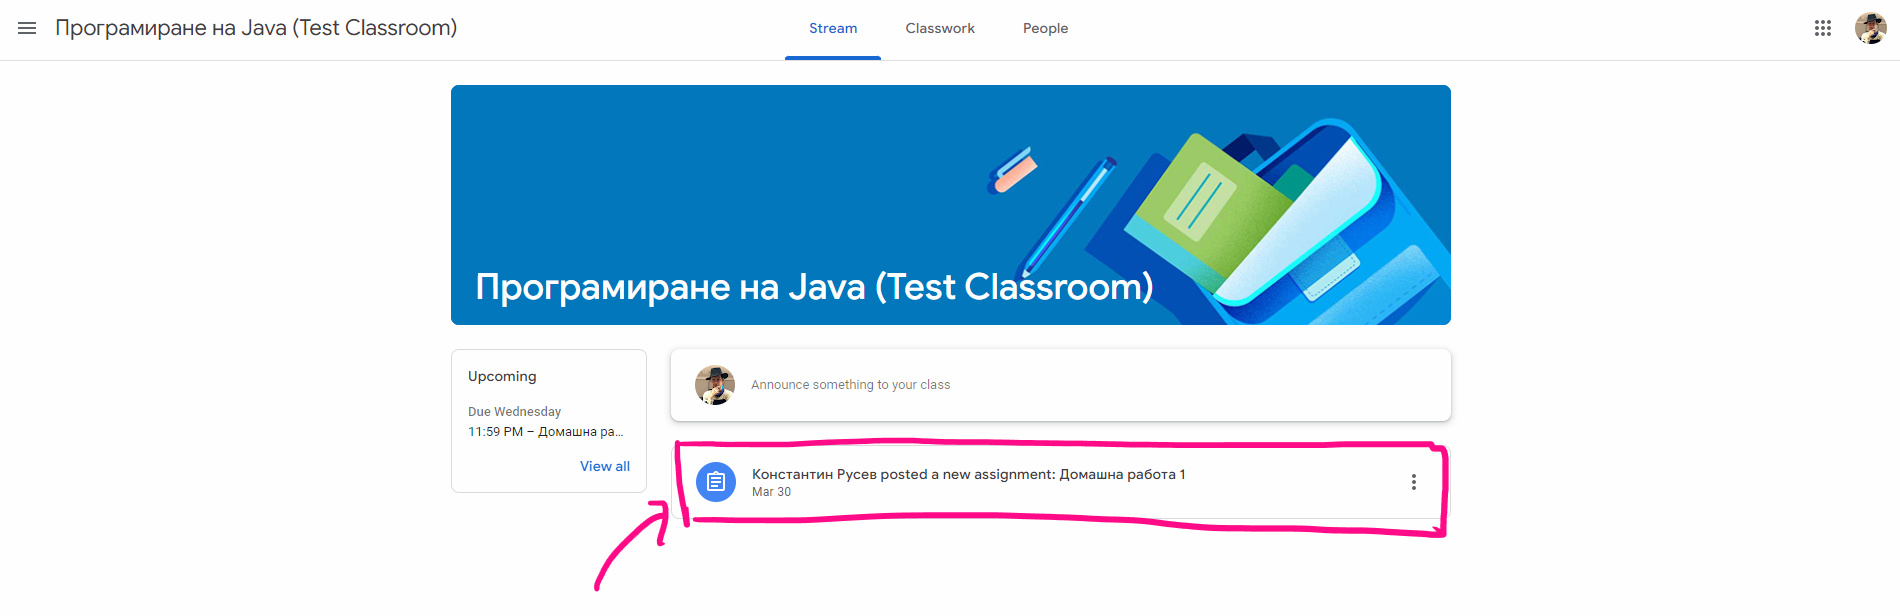 Програмиране на Java (Test Classroom)
Stream
Classwork
People
Програмиране на Java (Test Classroom)
Upcoming
Due Wednesday
11:59 PM – Домашна ра...
View all
Announce something to your class
Константин Русев posted a new assignment: Домашна работа 1
Mar 30